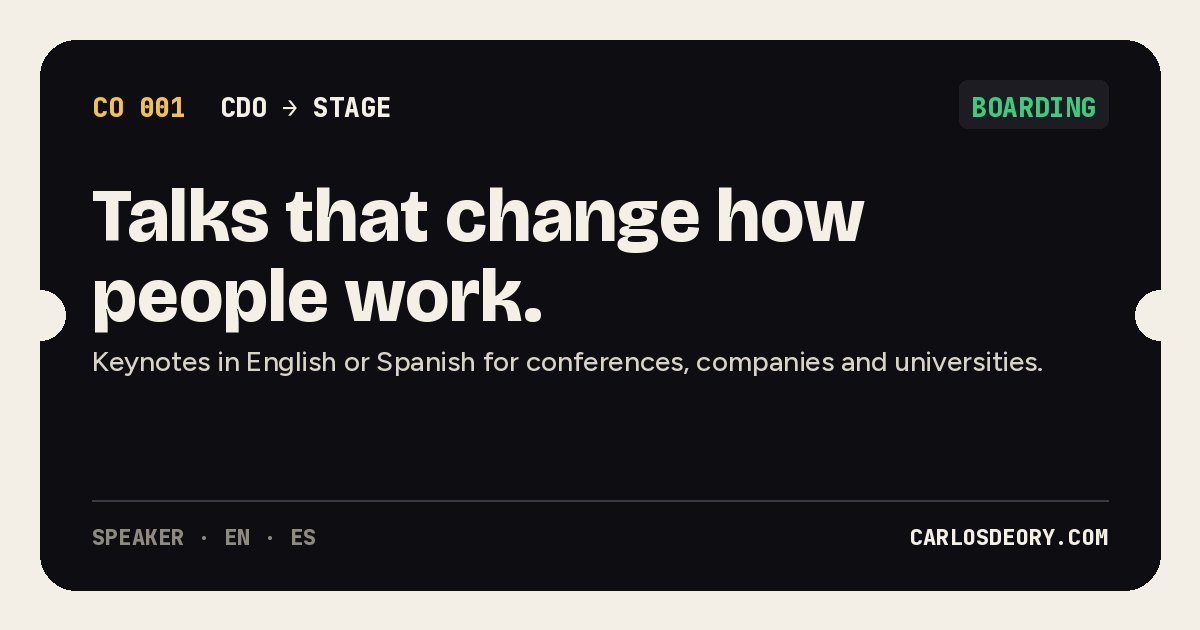 CO 001 CDO → STAGE
BOARDING
Talks that change how
people work.
Keynotes in English or Spanish for conferences, companies and universities.
SPEAKER · EN · ES
CARLOSDEORY.COM